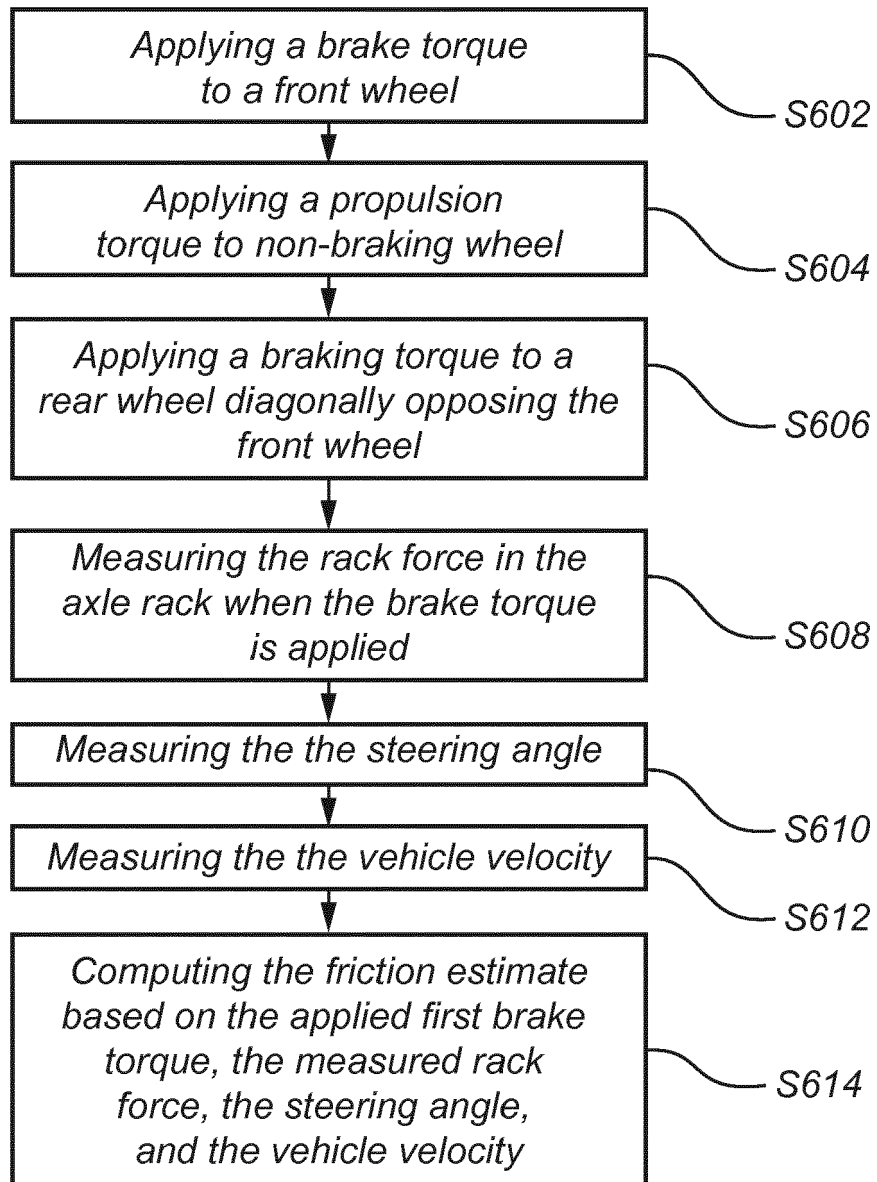 Applying a brake torque
to a front wheel
S602
Applying a propulsion
torque to non-braking wheel
S604
Applying a braking torque to a
rear wheel diagonally opposing the
front wheel
S606
Measuring the rack force in the
axle rack when the brake torque
is applied
S608
Measuring the the steering angle
S610
Measuring the the vehicle velocity
S612
Computing the friction estimate
based on the applied first brake
torque, the measured rack
force, the steering angle,
and the vehicle velocity
S614